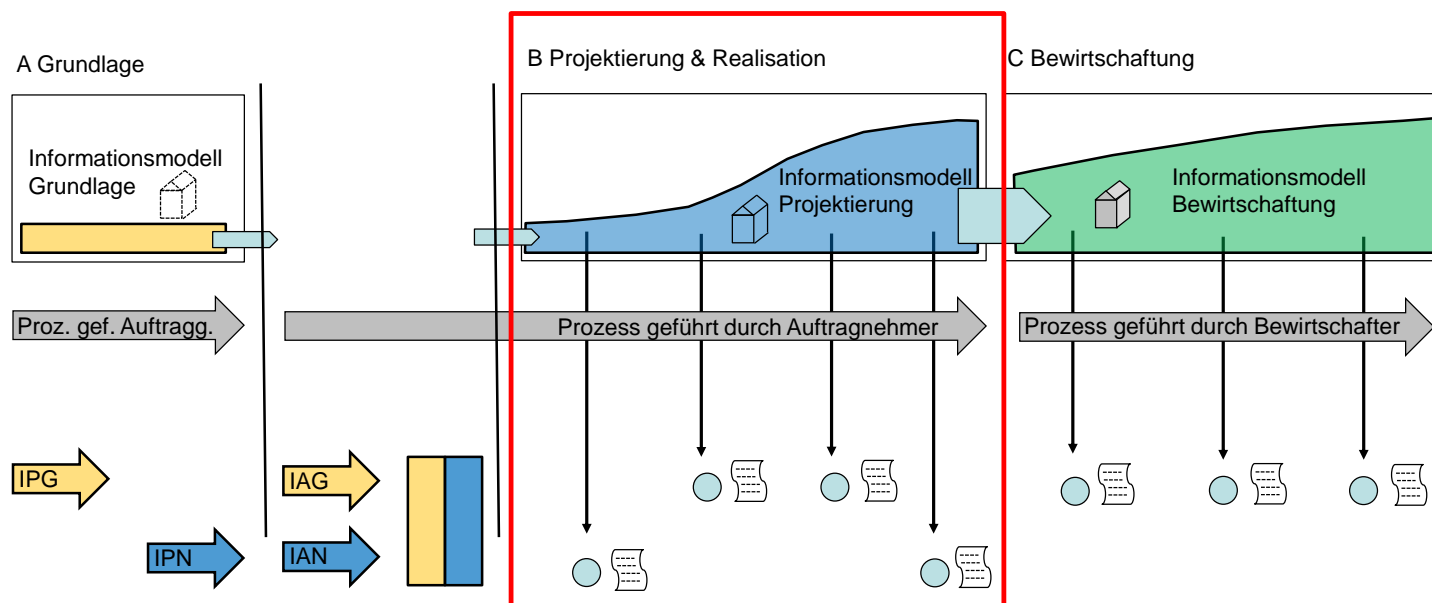 A Grundlage
B Projektierung & Realisation
C Bewirtschaftung
Informationsmodell
Grundlage
Informationsmodell
Projektierung
Informationsmodell
Bewirtschaftung
Proz. gef. Auftragg.
Prozess geführt durch Auftragnehmer
Prozess geführt durch Bewirtschafter
IPG
IAG
IPN
IAN